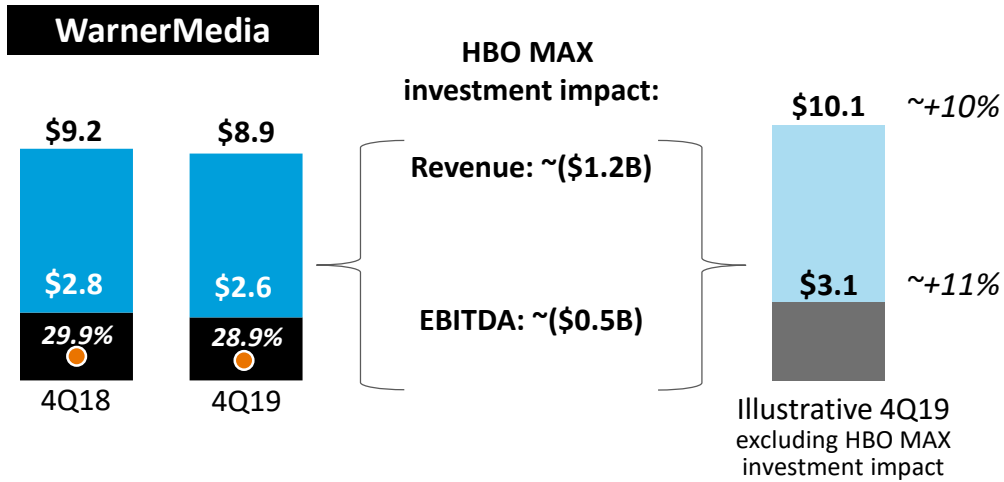 WarnerMedia
HBO MAX
investment impact:
$9.2
$8.9
$10.1
~+10%
Revenue: ~($1.2B)
$2.8
$2.6
$3.1
~+11%
EBITDA: ~($0.5B)
29.9%
28.9%
4Q18
4Q19
Illustrative 4Q19
excluding HBO MAX
investment impact